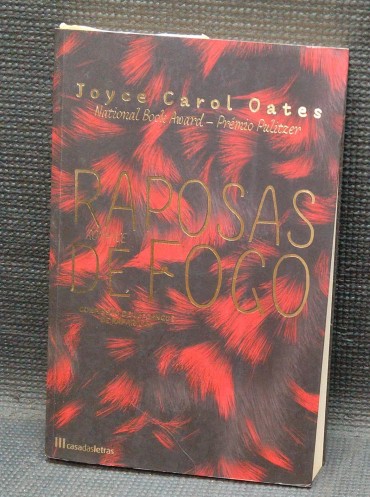 Joyce Carol Oates
National Book Award – Prémio Pulitzer
RAPOSAS
DE FOGO
casadasletras